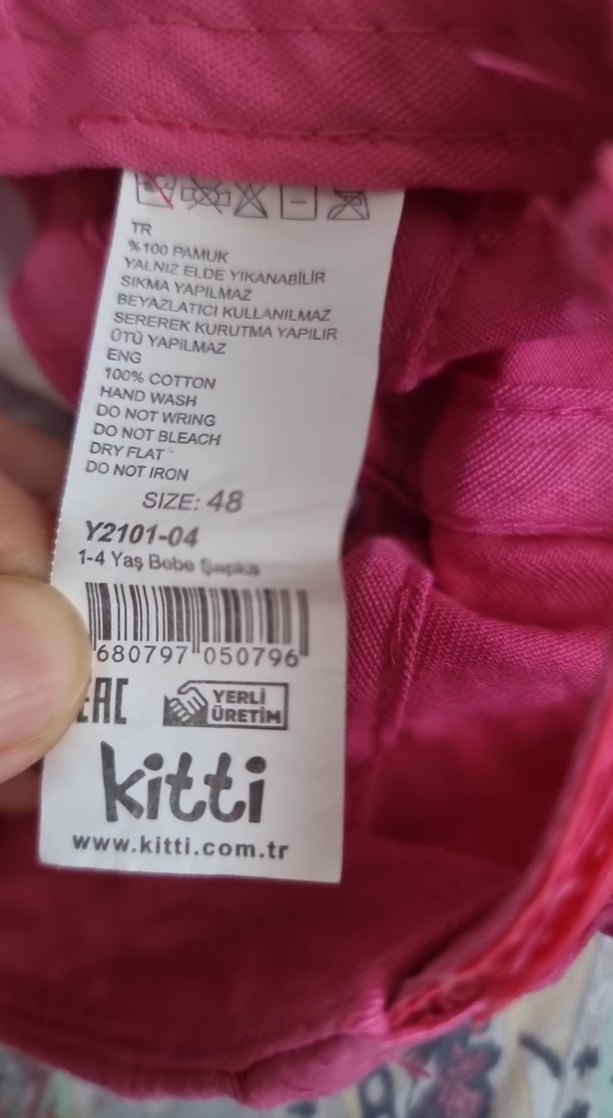 TR
%100 PAMUK
YALNIZ ELDE YIKANABİLİR
SIKMA YAPILMAZ
BEYAZLATICI KULLANILMAZ
SEREREK KURUTMA YAPILIR
ÜTÜ YAPILMAZ
ENG
100% COTTON
HAND WASH
DO NOT WRING
DO NOT BLEACH
DRY FLAT
DO NOT IRON
SIZE: 48
Y2101-04
1-4 Yaş Bebe Şapka
680797 050796
EAC
YERLİ
ÜRETİM
kitti
www.kitti.com.tr